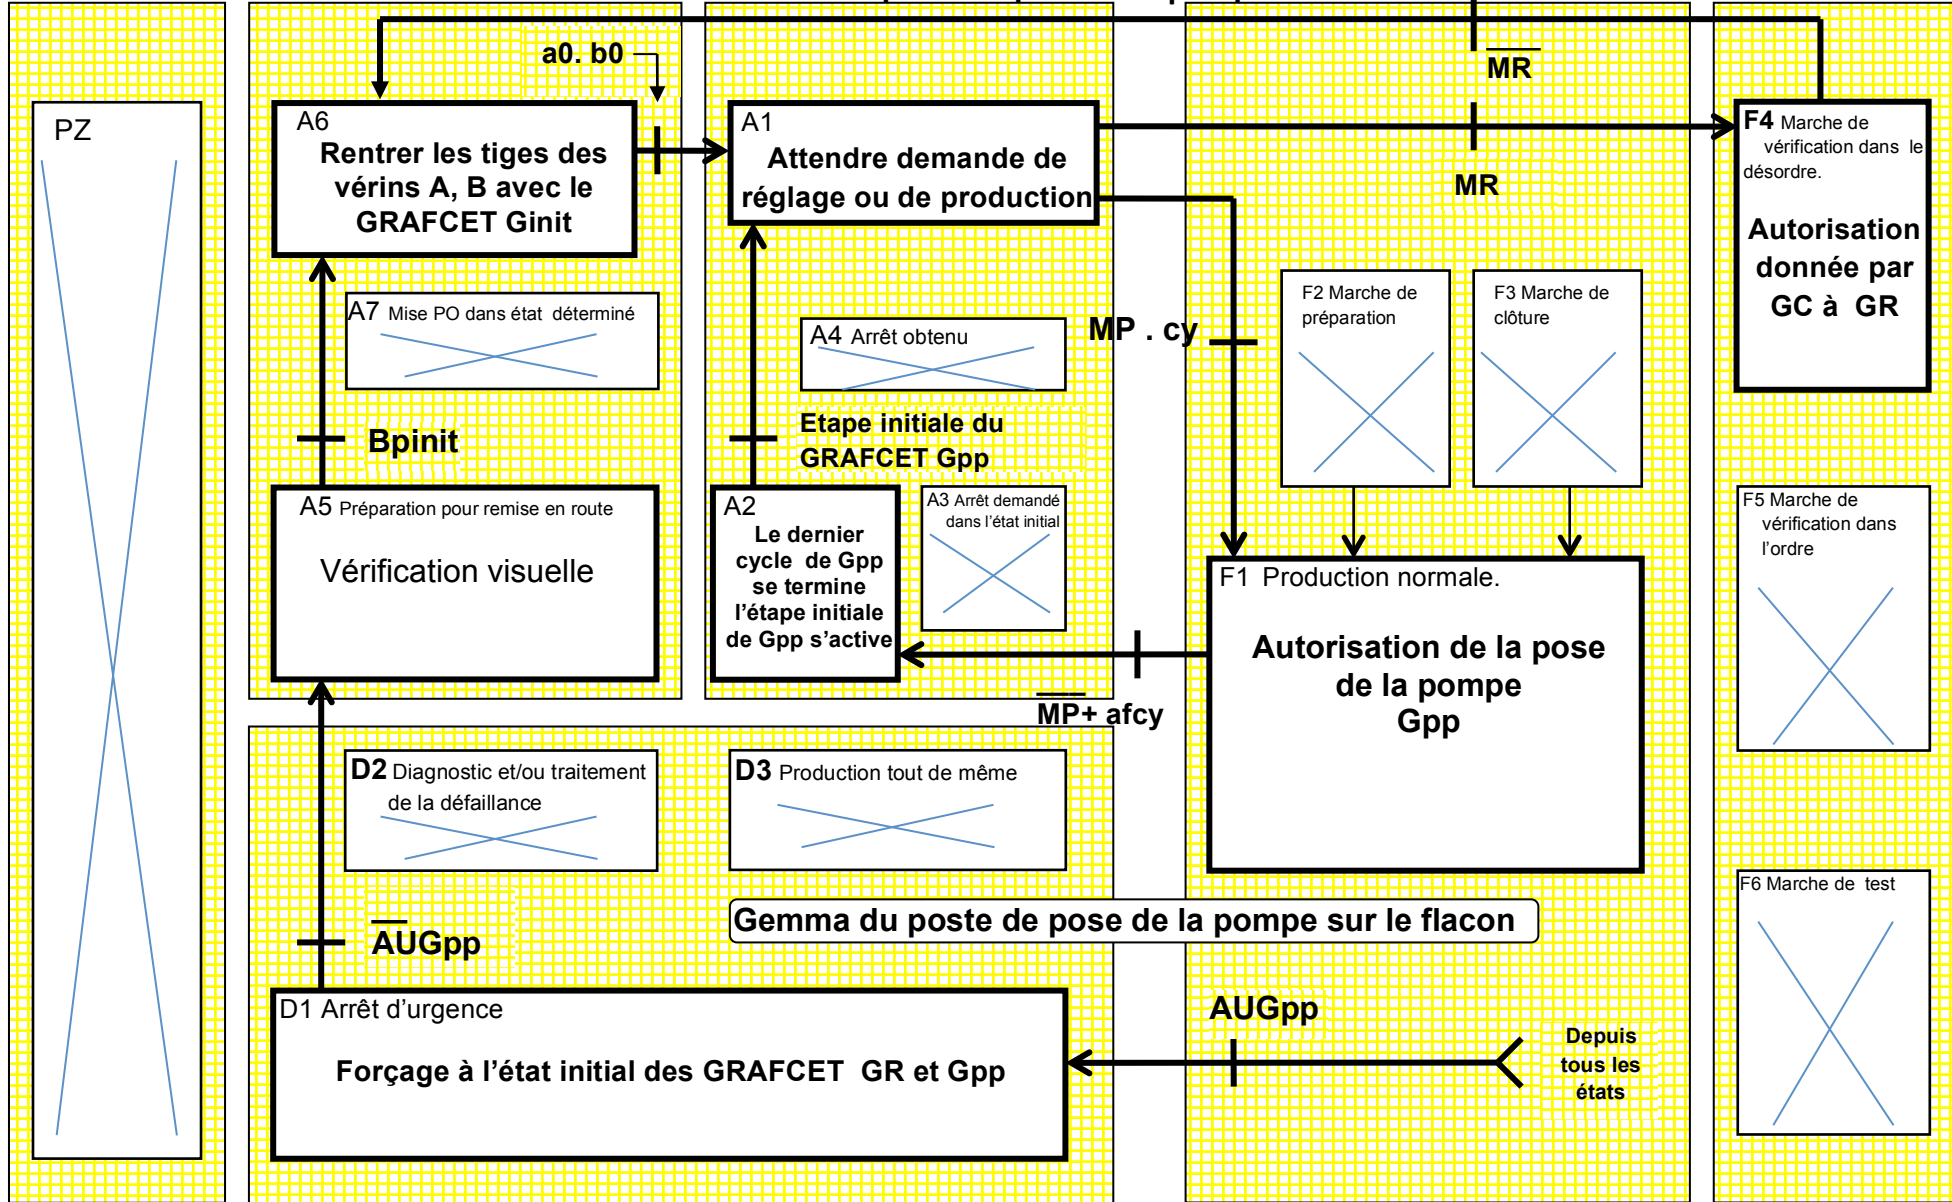 a0. b0
M̅R̅
PZ
A6
Rentrer les tiges des
vérins A, B avec le
GRAFCET Ginit
A1
Attendre demande de
réglage ou de production
MR
F4 Marche de
vérification dans le
désordre.
Autorisation
donnée par
GC à GR
A7 Mise PO dans état déterminé
A4 Arrêt obtenu
MP . cy
F2 Marche de
préparation
F3 Marche de
clôture
Bpinit
Etape initiale du
GRAFCET Gpp
A5 Préparation pour remise en route
Vérification visuelle
A2
Le dernier
cycle de Gpp
se termine
l’étape initiale
de Gpp s’active
A3 Arrêt demandé
dans l’état initial
F1 Production normale.
Autorisation de la pose
de la pompe
Gpp
F5 Marche de
vérification dans
l’ordre
M̅P̅+ afcy
D2 Diagnostic et/ou traitement
de la défaillance
D3 Production tout de même
F6 Marche de test
Gemma du poste de pose de la pompe sur le flacon
A̅U̅Gpp
D1 Arrêt d’urgence
Forçage à l’état initial des GRAFCET GR et Gpp
AUGpp
Depuis
tous les
états